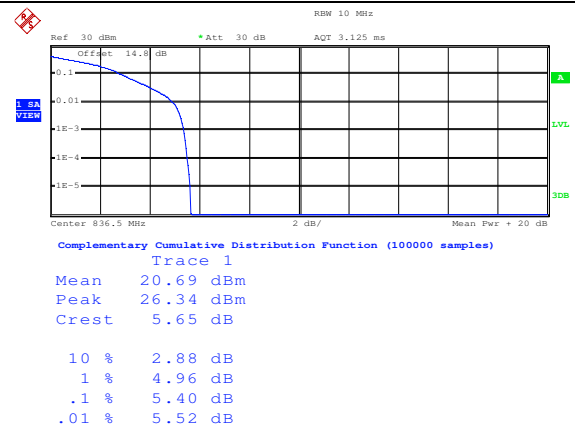 RBW 10 MHz
Ref 30 dBm *Att 30 dB AQT 3.125 ms
Offset 14.8 dB
0.1
A
0.01
1 SA
VIEW
1E-3
LVL
1E-4
1E-5
3DB
Center 836.5 MHz 2 dB/ Mean Pwr + 20 dB
Complementary Cumulative Distribution Function (100000 samples)
Trace 1
Mean 20.69 dBm
Peak 26.34 dBm
Crest 5.65 dB
10 % 2.88 dB
1 % 4.96 dB
.1 % 5.40 dB
.01 % 5.52 dB